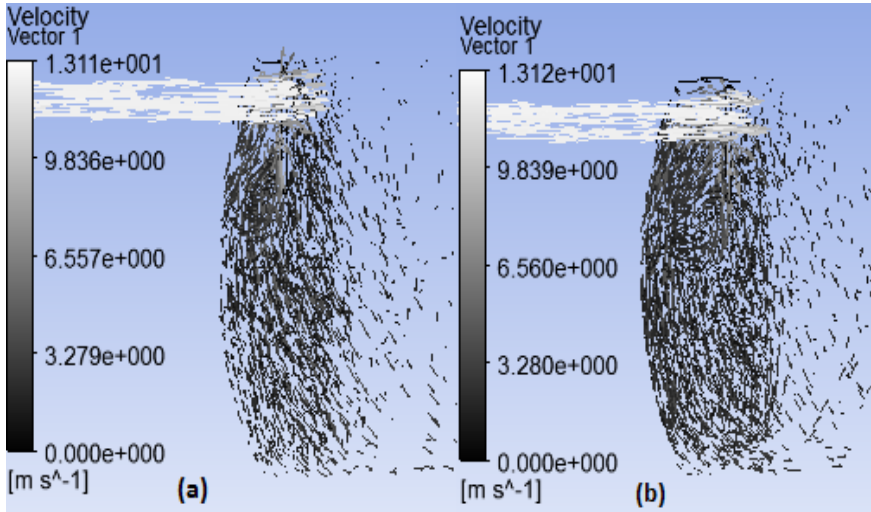 Velocity
Vector 1
1.311e+001
9.836e+000
6.557e+000
3.279e+000
0.000e+000
[m s^-1]
(a)
Velocity
Vector 1
1.312e+001
9.839e+000
6.560e+000
3.280e+000
0.000e+000
[m s^-1]
(b)